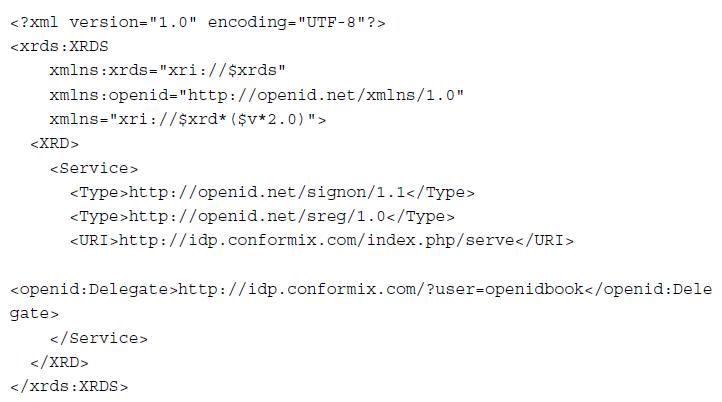 <?xml version="1.0" encoding="UTF-8"?>
<xrds:XRDS
xmlns:xrds="xri://$xrds"
xmlns:openid="http://openid.net/xmlns/1.0"
xmlns="xri://$xrd*($v*2.0)">
<XRD>
<Service>
<Type>http://openid.net/signon/1.1</Type>
<Type>http://openid.net/sreg/1.0</Type>
<URI>http://idp.conformix.com/index.php/serve</URI>
<openid:Delegate>http://idp.conformix.com/?user=openidbook</openid:Dele
gate>
</Service>
</XRD>
</xrds:XRDS>